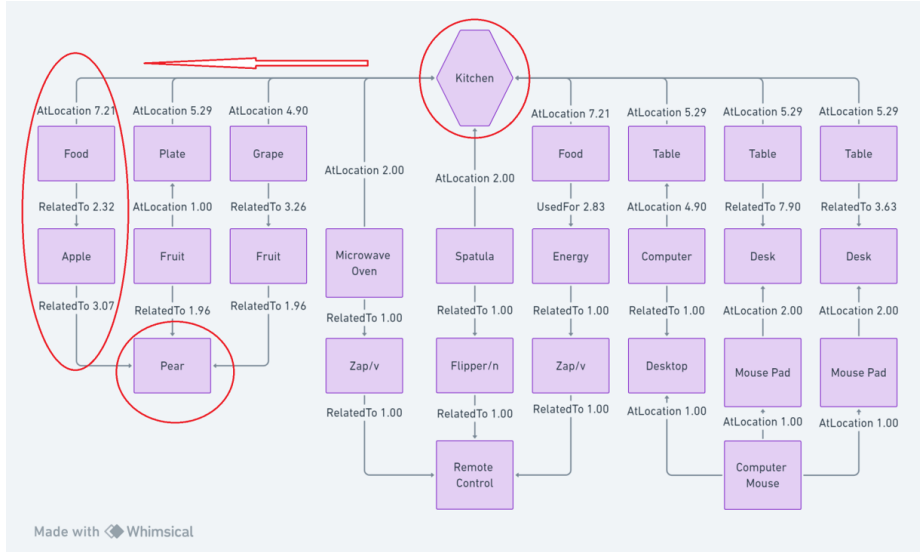 Kitchen
AtLocation 7.21
AtLocation 5.29
AtLocation 4.90
AtLocation 7.21
AtLocation 5.29
AtLocation 5.29
AtLocation 5.29
Food
Plate
Grape
AtLocation 2.00
AtLocation 2.00
Food
Table
Table
Table
RelatedTo 2.32
AtLocation 1.00
RelatedTo 3.26
UsedFor 2.83
AtLocation 4.90
RelatedTo 7.90
RelatedTo 3.63
Apple
Fruit
Fruit
Microwave
Oven
Spatula
Energy
Computer
Desk
Desk
RelatedTo 3.07
RelatedTo 1.96
RelatedTo 1.96
RelatedTo 1.00
RelatedTo 1.00
RelatedTo 1.00
RelatedTo 1.00
AtLocation 2.00
AtLocation 2.00
Pear
Zap/v
Flipper/n
Zap/v
Desktop
Mouse Pad
Mouse Pad
RelatedTo 1.00
RelatedTo 1.00
RelatedTo 1.00
AtLocation 1.00
AtLocation 1.00
AtLocation 1.00
Remote
Control
Computer
Mouse
Made with Whimsical